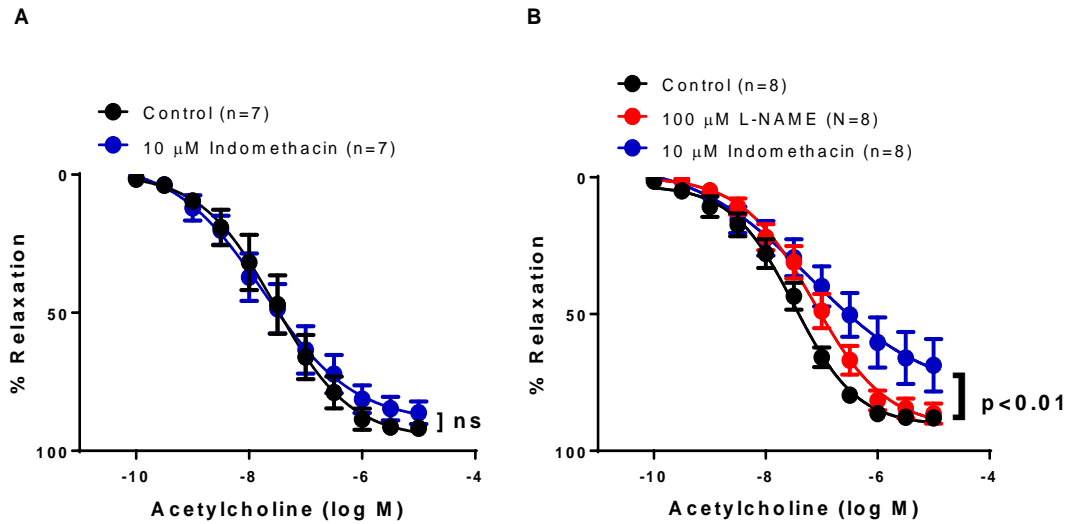 A
Control (n=7)
10 μM Indomethacin (n=7)
0
50
100
% Relaxation
-10
-8
-6
-4
Acetylcholine (log M)
] ns
B
Control (n=8)
100 μM L-NAME (N=8)
10 μM Indomethacin (n=8)
0
50
100
% Relaxation
-10
-8
-6
-4
Acetylcholine (log M)
] p<0.01